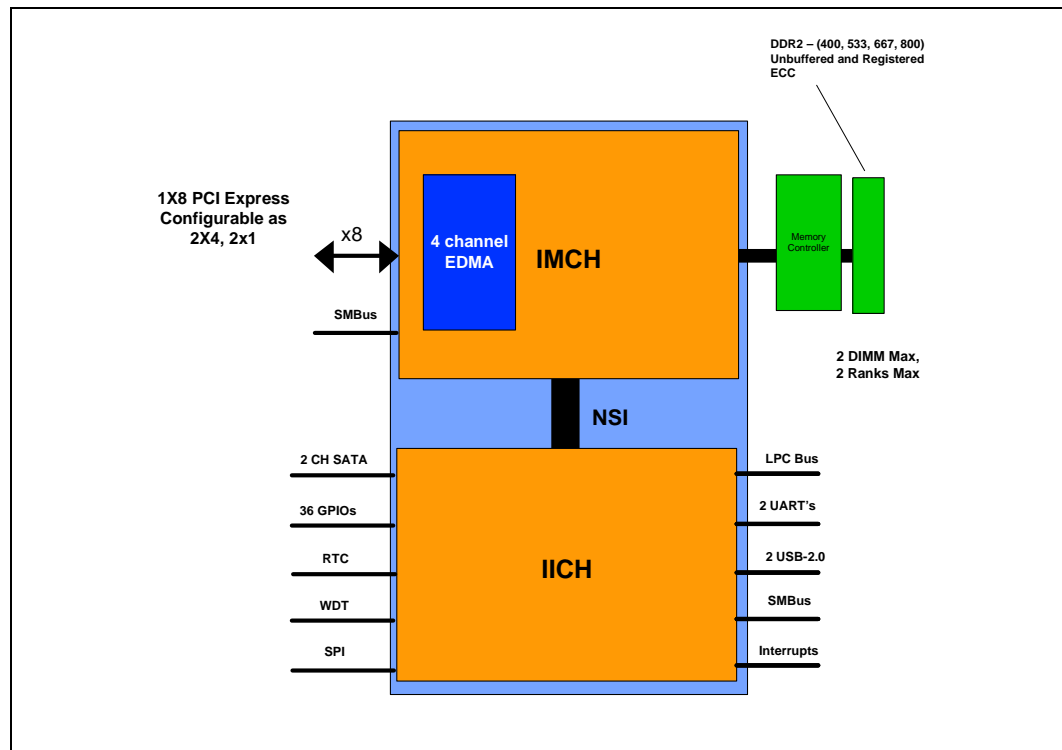 DDR2 – (400, 533, 667, 800)
Unbuffered and Registered
ECC
1X8 PCI Express
Configurable as
2X4, 2x1
x8
4 channel
EDMA
IMCH
Memory
Controller
SMBus
2 DIMM Max,
2 Ranks Max
NSI
2 CH SATA
36 GPIOs
RTC
WDT
SPI
IICH
LPC Bus
2 UART's
2 USB-2.0
SMBus
Interrupts